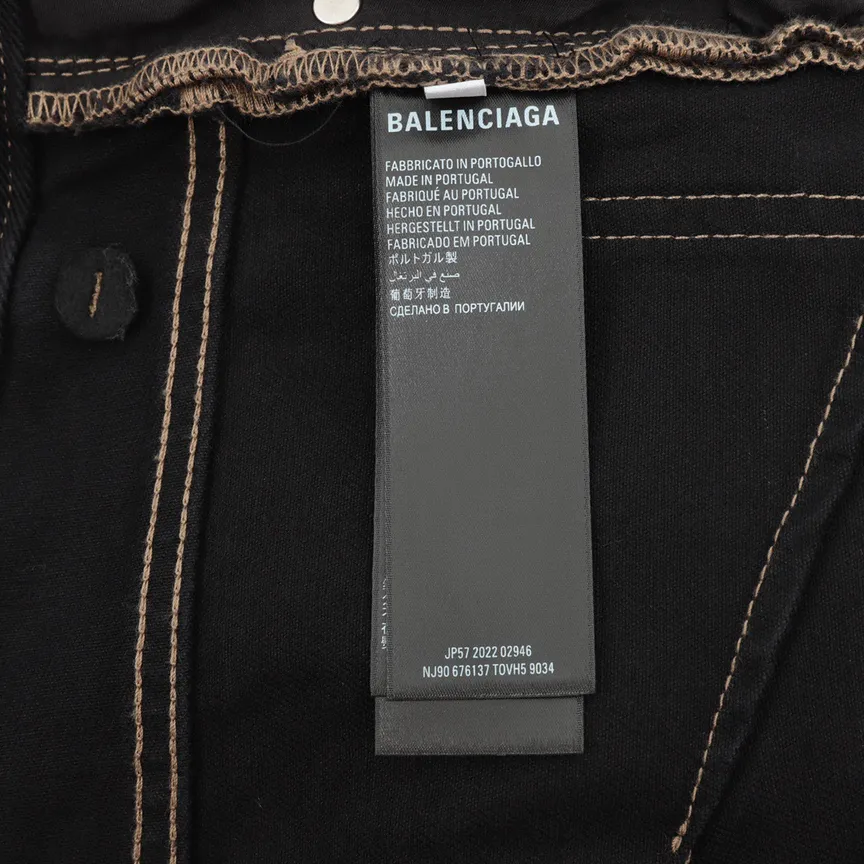 BALENCIAGA
FABBRICATO IN PORTOGALLO
MADE IN PORTUGAL
FABRIQUÉ AU PORTUGAL
HECHO EN PORTUGAL
HERGESTELLT IN PORTUGAL
FABRICADO EM PORTUGAL
ポルトガル製
صنع في البرتغال
葡萄牙制造
СДЕЛАНО В ПОРТУГАЛИИ
JP57 2022 02946
NJ90 676137 TOVH5 9034